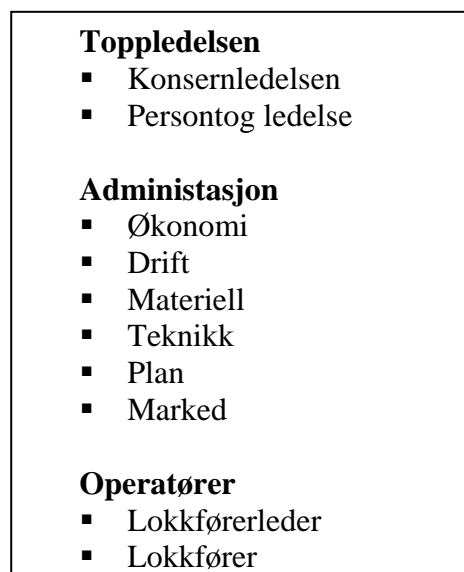 Toppledelsen
▪ Konsernledelsen
▪ Persontog ledelse
Administasjon
▪ Økonomi
▪ Drift
▪ Materiell
▪ Teknikk
▪ Plan
▪ Marked
Operatører
▪ Lokkførerleder
▪ Lokkfører